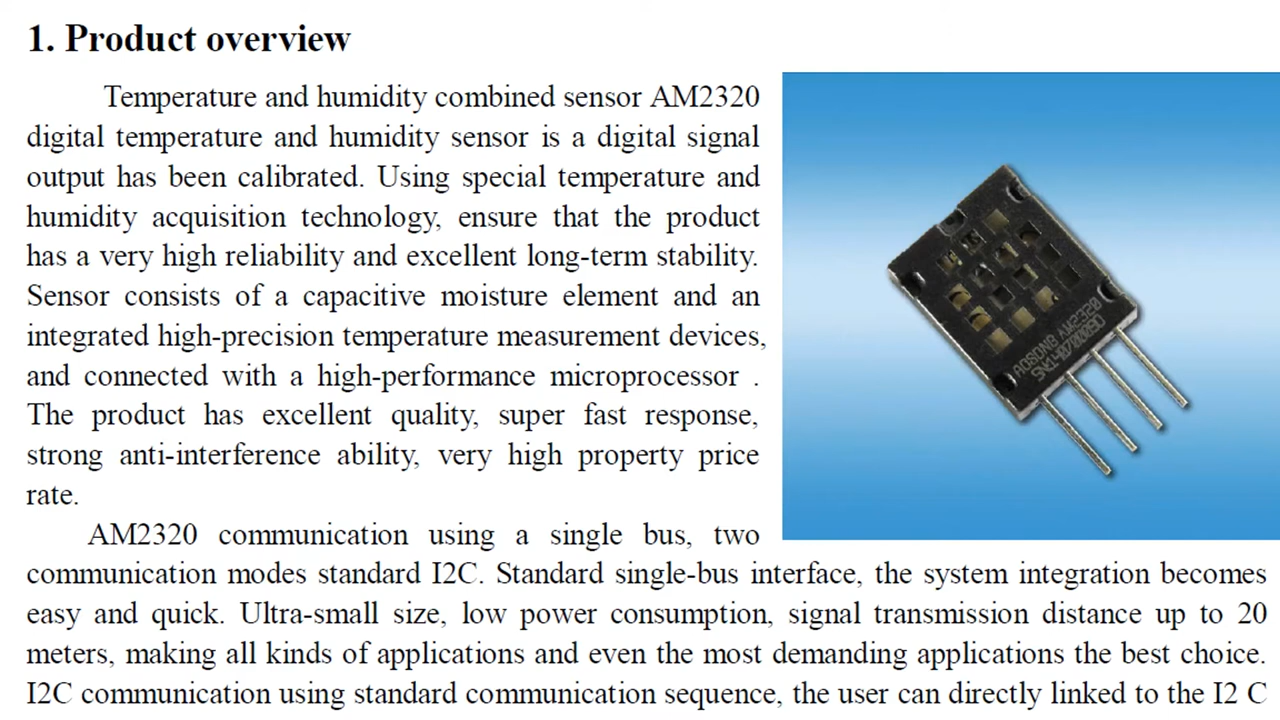 1. Product overview
Temperature and humidity combined sensor AM2320
digital temperature and humidity sensor is a digital signal
output has been calibrated. Using special temperature and
humidity acquisition technology, ensure that the product
has a very high reliability and excellent long-term stability.
Sensor consists of a capacitive moisture element and an
integrated high-precision temperature measurement devices,
and connected with a high-performance microprocessor .
The product has excellent quality, super fast response,
strong anti-interference ability, very high property price
rate.
AM2320 communication using a single bus, two
communication modes standard I2C. Standard single-bus interface, the system integration becomes
easy and quick. Ultra-small size, low power consumption, signal transmission distance up to 20
meters, making all kinds of applications and even the most demanding applications the best choice.
I2C communication using standard communication sequence, the user can directly linked to the I2 C
AOSONG AM2320